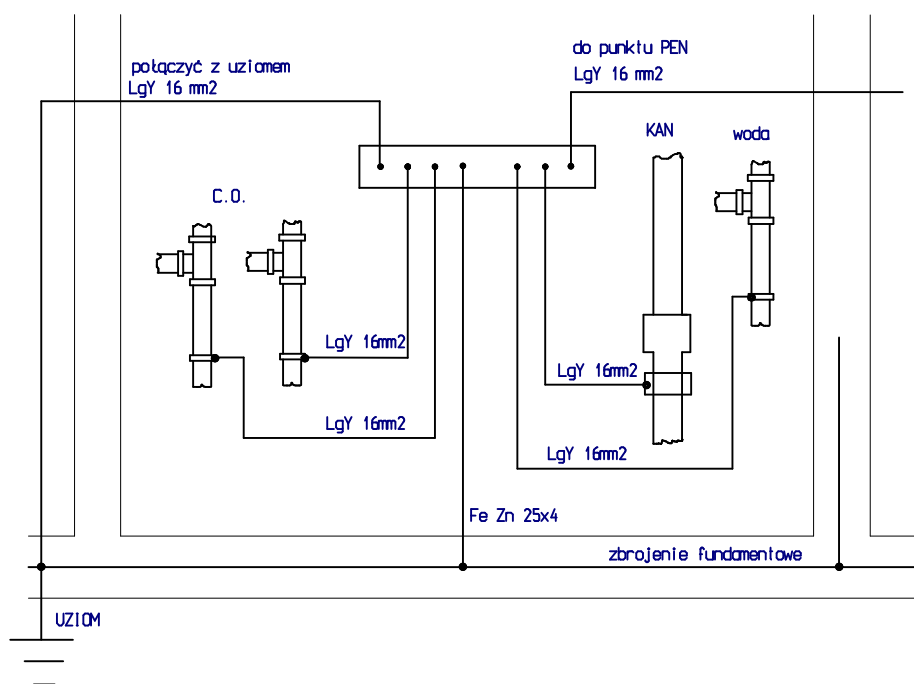 połączyć z uziomem
LgY 16 mm2
do punktu PEN
LgY 16 mm2
KAN
woda
C.O.
LgY 16mm2
LgY 16mm2
LgY 16mm2
LgY 16mm2
Fe Zn 25x4
zbrojenie fundamentowe
UZIOM